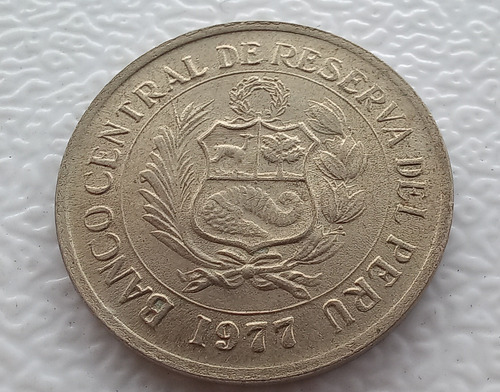 BANCO CENTRAL DE RESERVA DEL PERU
1977